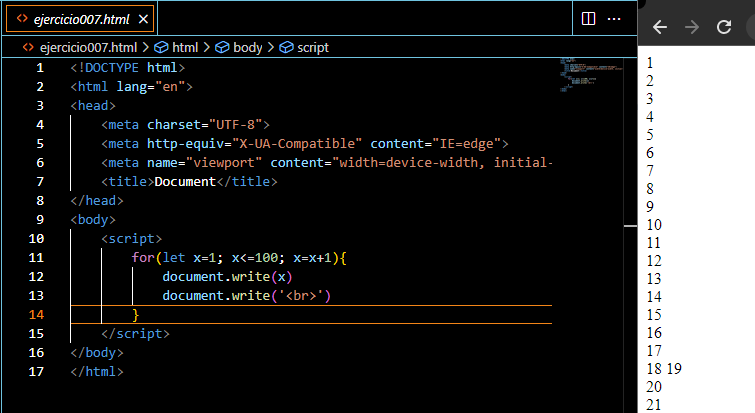 ejercicio007.html
ejercicio007.html > html > body > script
1 <!DOCTYPE html>
2 <html lang="en">
3 <head>
4 <meta charset="UTF-8">
5 <meta http-equiv="X-UA-Compatible" content="IE=edge">
6 <meta name="viewport" content="width=device-width, initial-
7 <title>Document</title>
8 </head>
9 <body>
10 <script>
11 for(let x=1; x<=100; x=x+1){
12 document.write(x)
13 document.write('<br>')
14 }
15 </script>
16 </body>
17 </html>
1
2
3
4
5
6
7
8
9
10
11
12
13
14
15
16
17
18 19
20
21